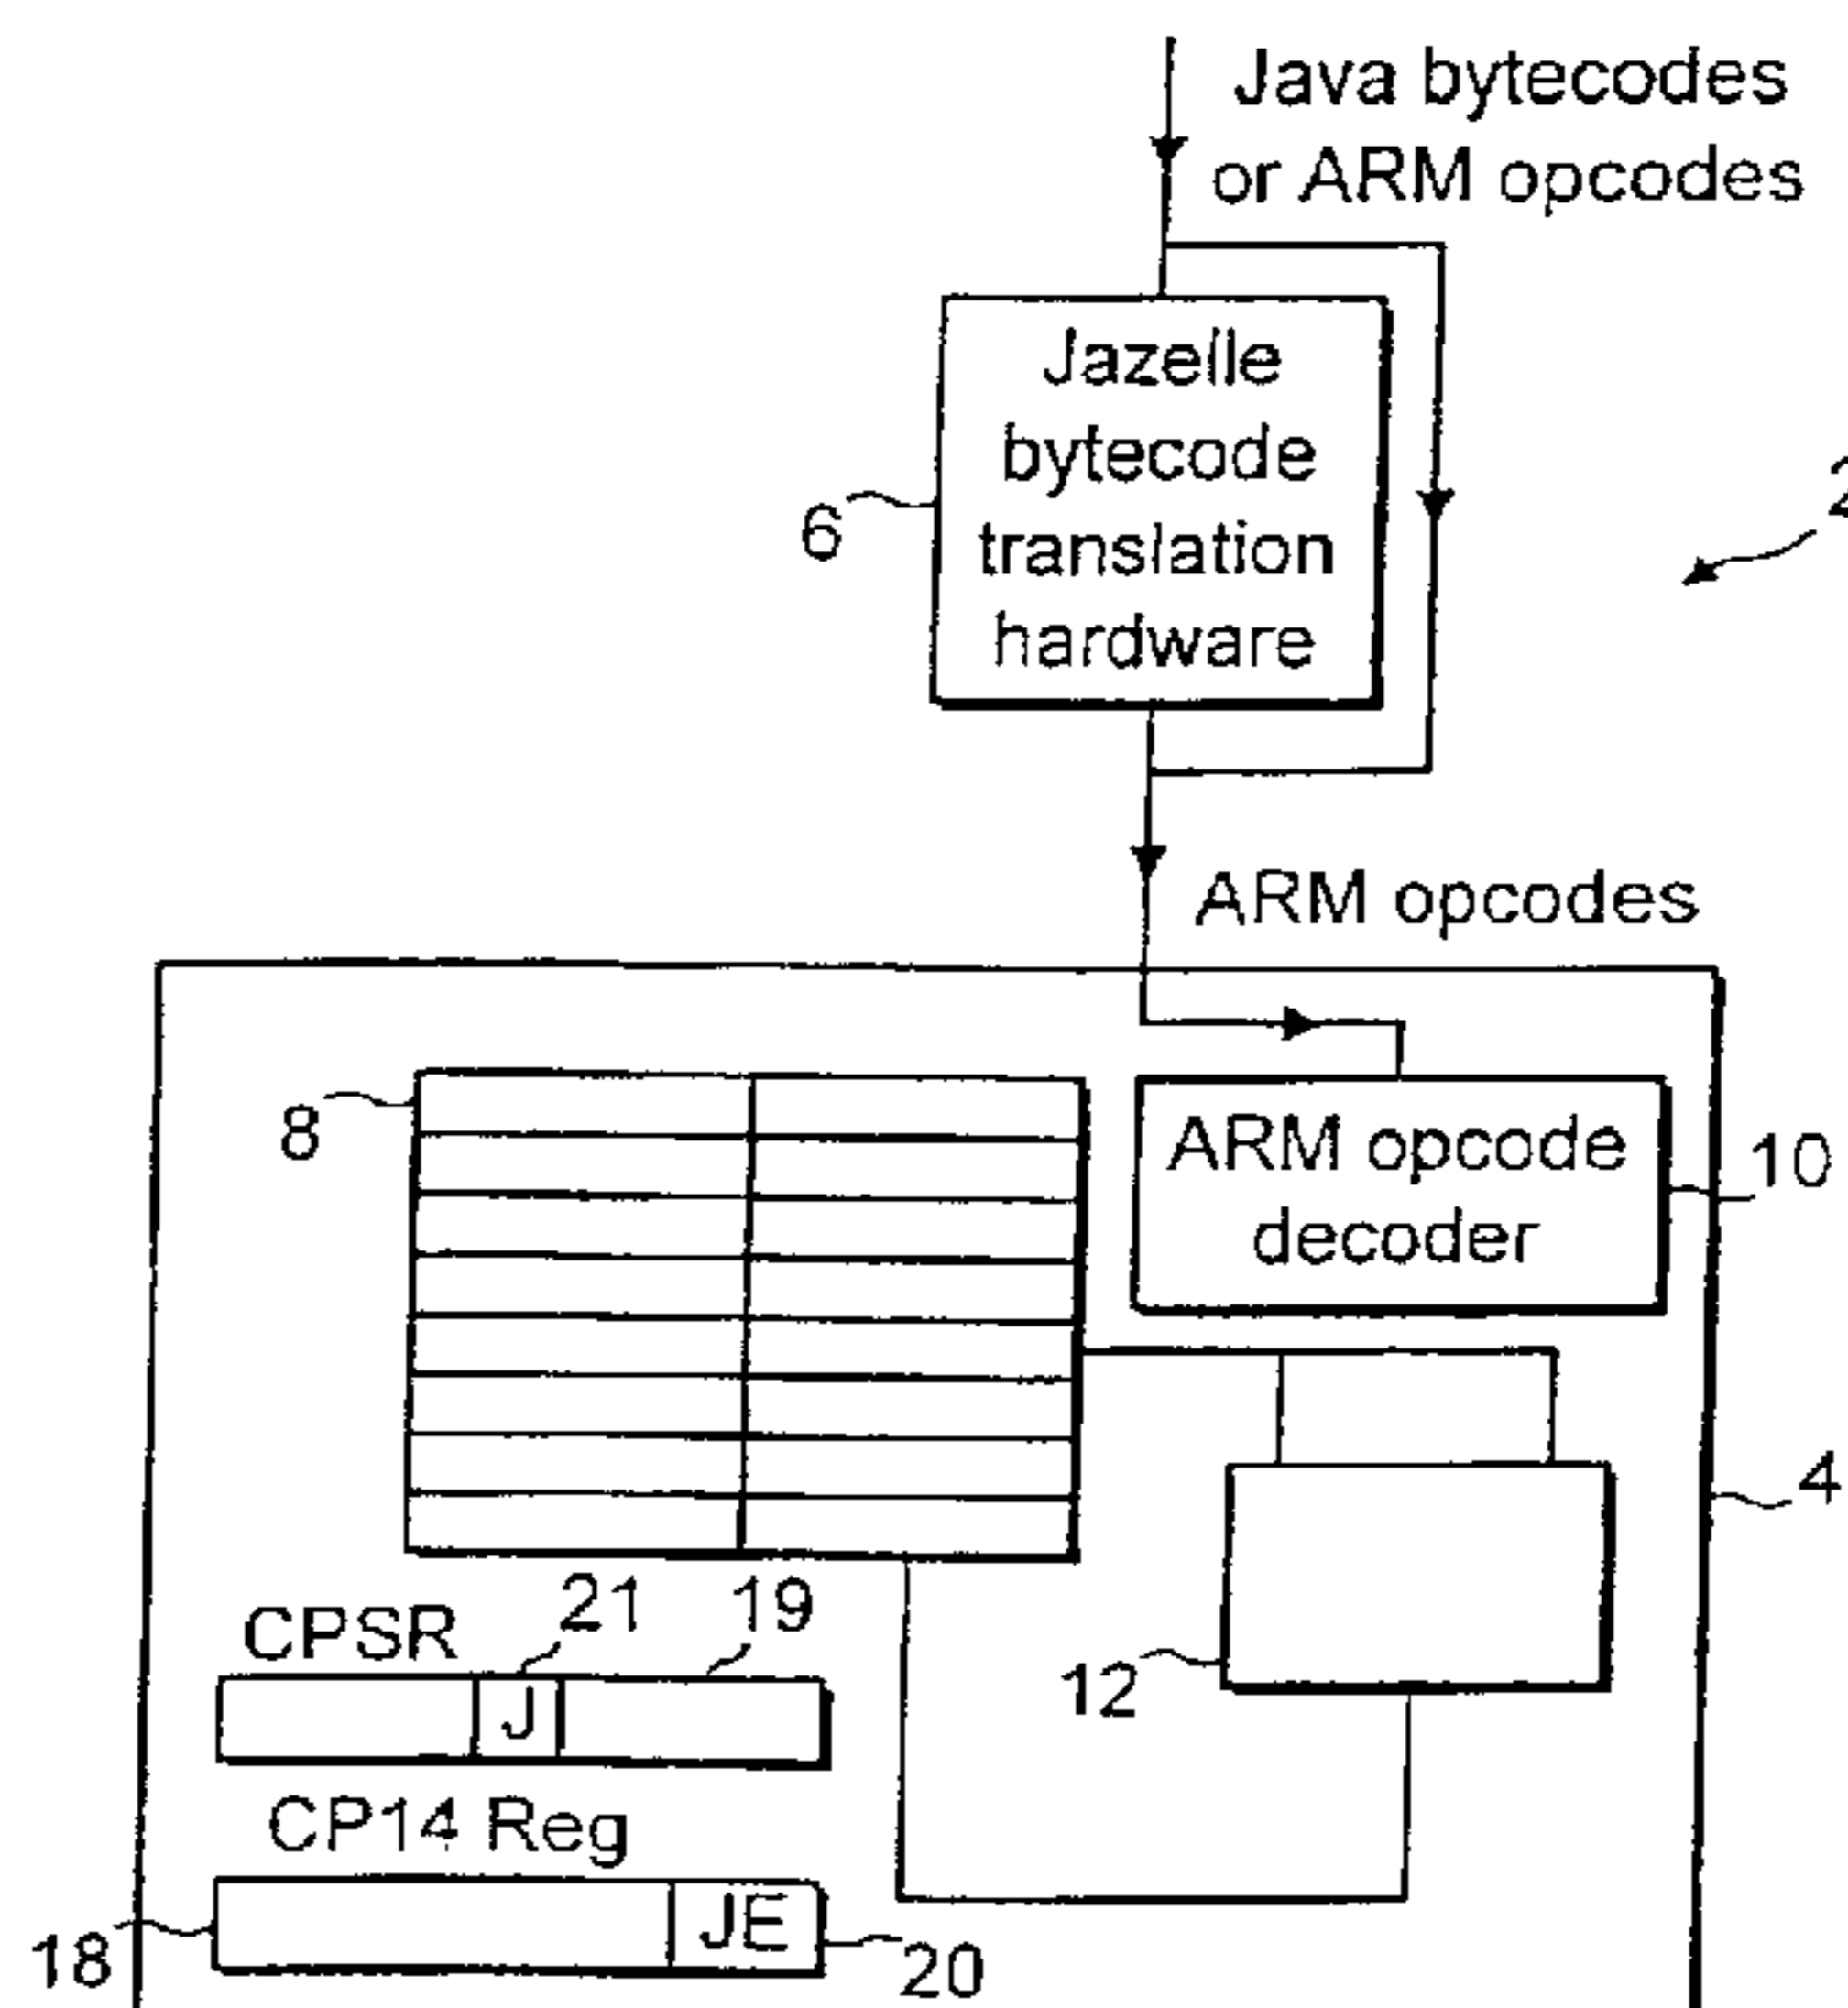 Java bytecodes
or ARM opcodes
Jazelle
bytecode
translation
hardware
6
2
ARM opcodes
8
ARM opcode
decoder
10
4
21
19
CPSR
J
12
CP14 Reg
JE
18
20